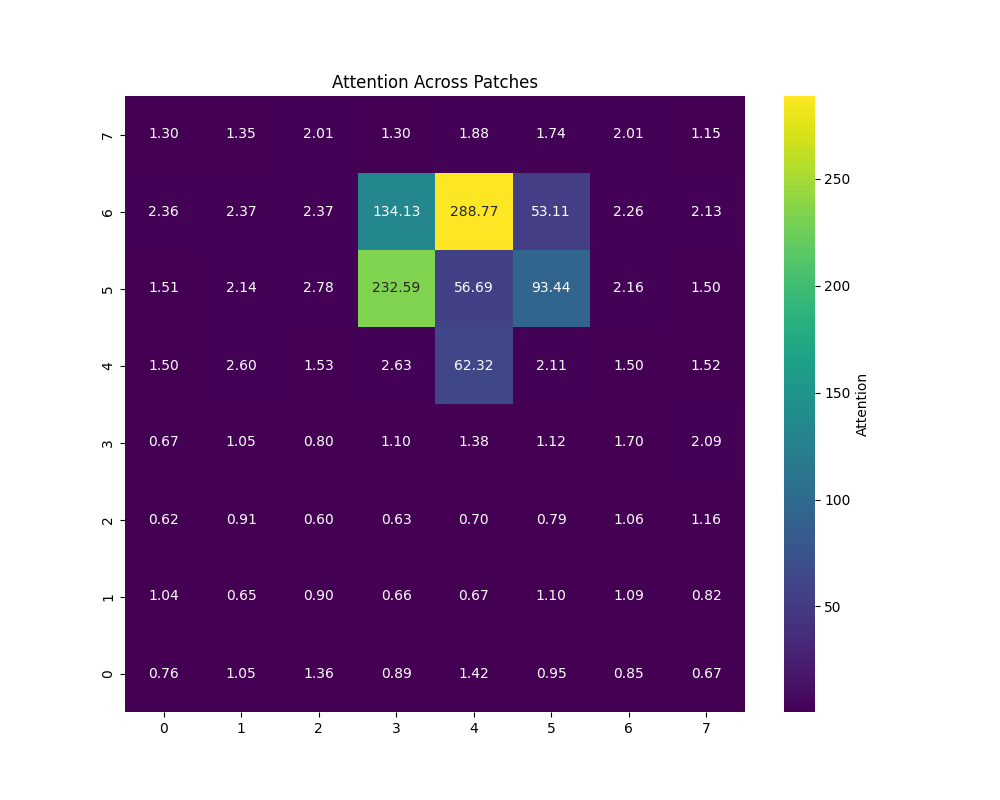 Attention Across Patches
7 1.30 1.35 2.01 1.30 1.88 1.74 2.01 1.15
6 2.36 2.37 2.37 134.13 288.77 53.11 2.26 2.13
5 1.51 2.14 2.78 232.59 56.69 93.44 2.16 1.50
4 1.50 2.60 1.53 2.63 62.32 2.11 1.50 1.52
3 0.67 1.05 0.80 1.10 1.38 1.12 1.70 2.09
2 0.62 0.91 0.60 0.63 0.70 0.79 1.06 1.16
1 1.04 0.65 0.90 0.66 0.67 1.10 1.09 0.82
0 0.76 1.05 1.36 0.89 1.42 0.95 0.85 0.67
0 1 2 3 4 5 6 7
250
200
150
100
50
Attention